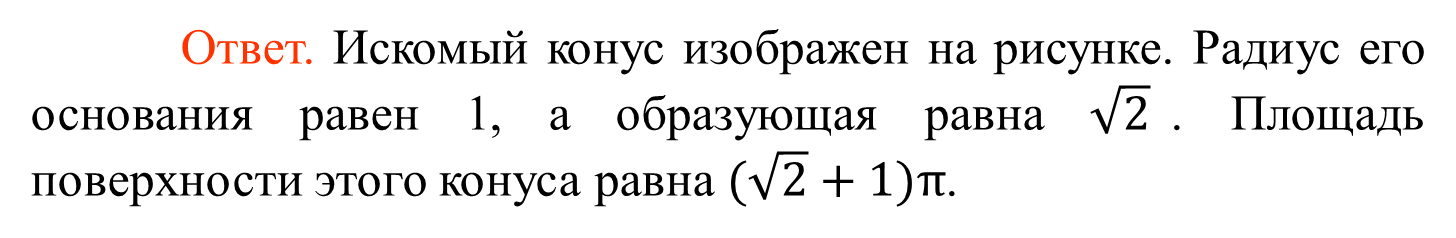 Ответ. Искомый конус изображен на рисунке. Радиус его
основания равен 1, а образующая равна √2 . Площадь
поверхности этого конуса равна (√2 + 1)π.